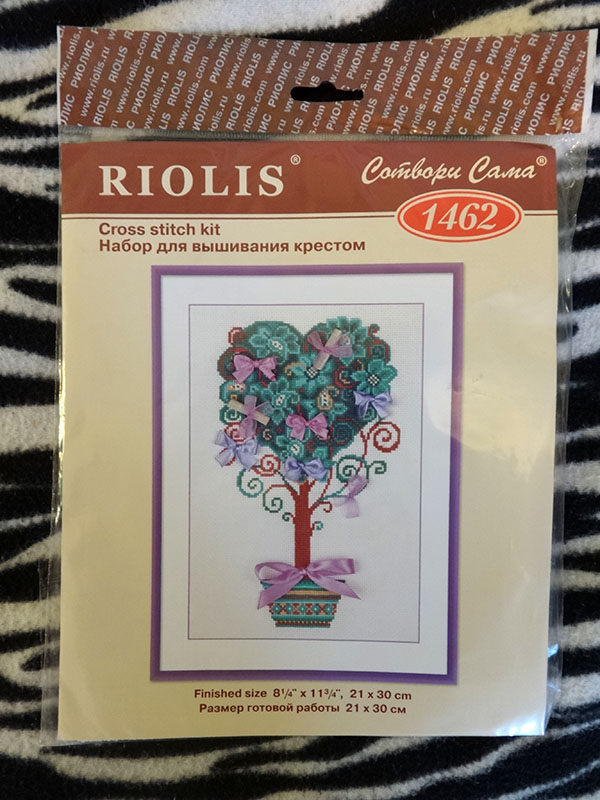 РИОЛИС www.riolis.ru RIOLIS www.riolis.com
RIOLIS®
Сотвори Сама®
1462
Cross stitch kit
Набор для вышивания крестом
Finished size 8¼" x 11¾", 21 x 30 cm
Размер готовой работы 21 x 30 см